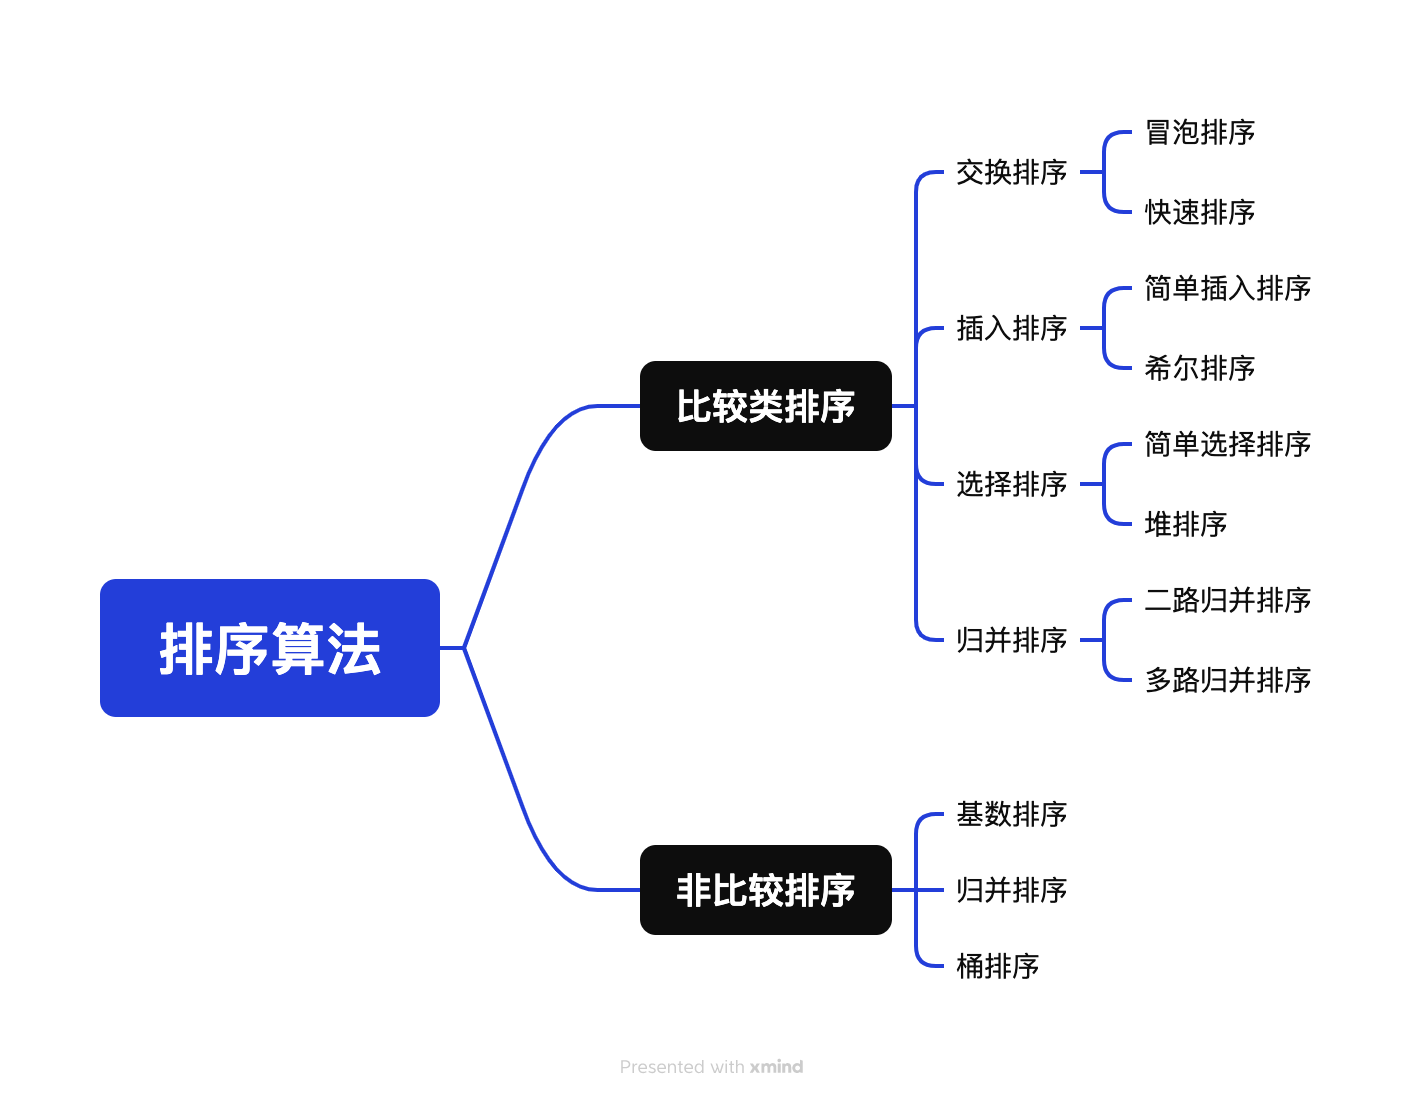 排序算法
比较类排序
交换排序
冒泡排序
快速排序
插入排序
简单插入排序
希尔排序
选择排序
简单选择排序
堆排序
归并排序
二路归并排序
多路归并排序
非比较排序
基数排序
归并排序
桶排序
Presented with xmind